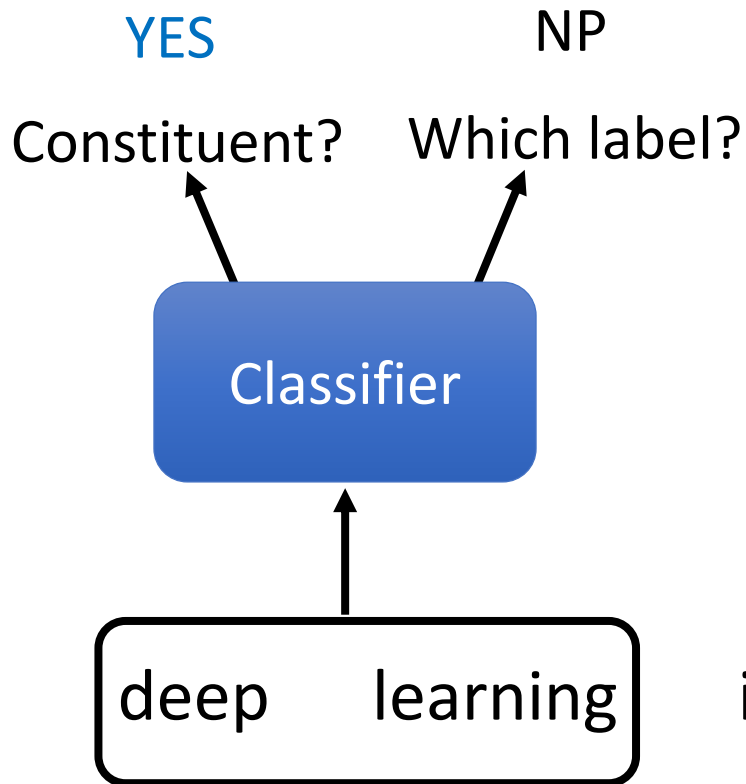 YES NP
Constituent? Which label?
Classifier
deep learning